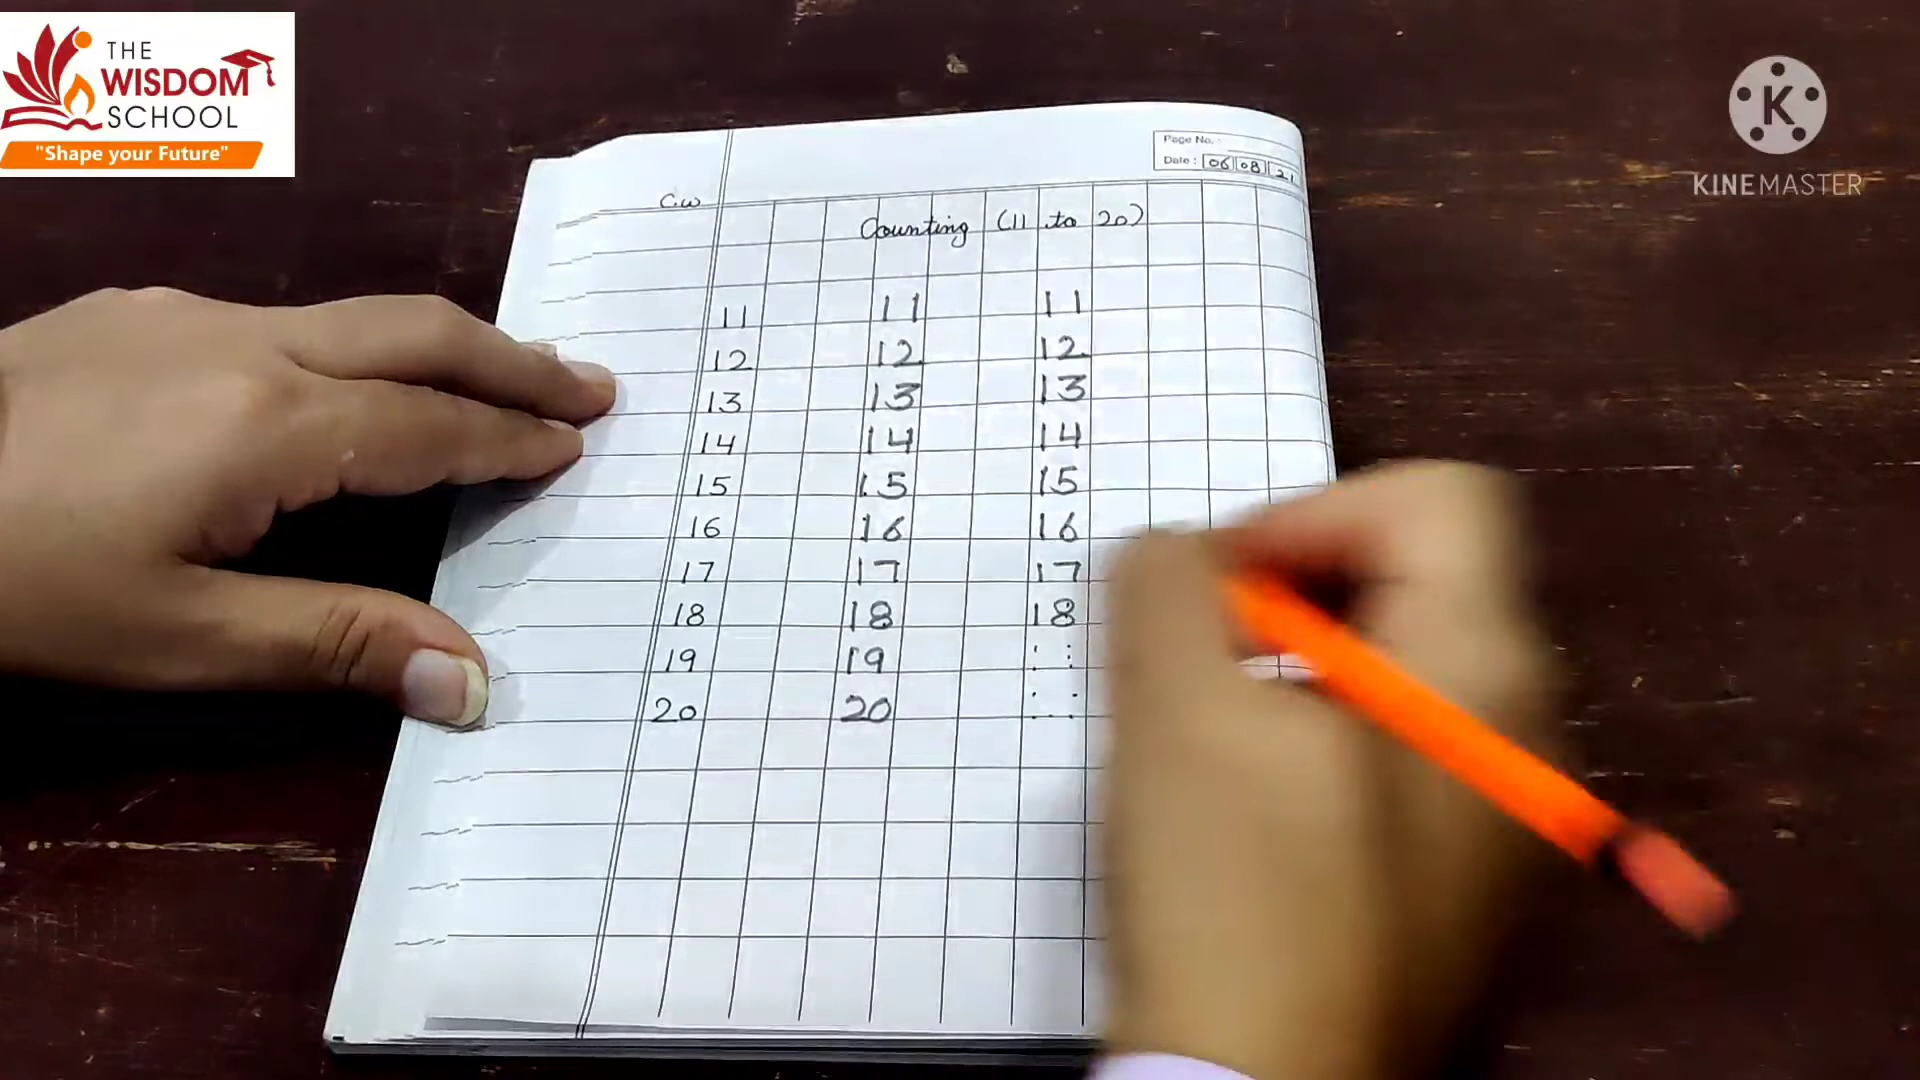 THE
WISDOM
SCHOOL
"Shape your Future"
K
KINEMASTER
Page No. :
Date : 06 08 21
C.W
Counting (11 to 20)
11 11 11
12 12 12
13 13 13
14 14 14
15 15 15
16 16 16
17 17 17
18 18 18
19 19
20 20